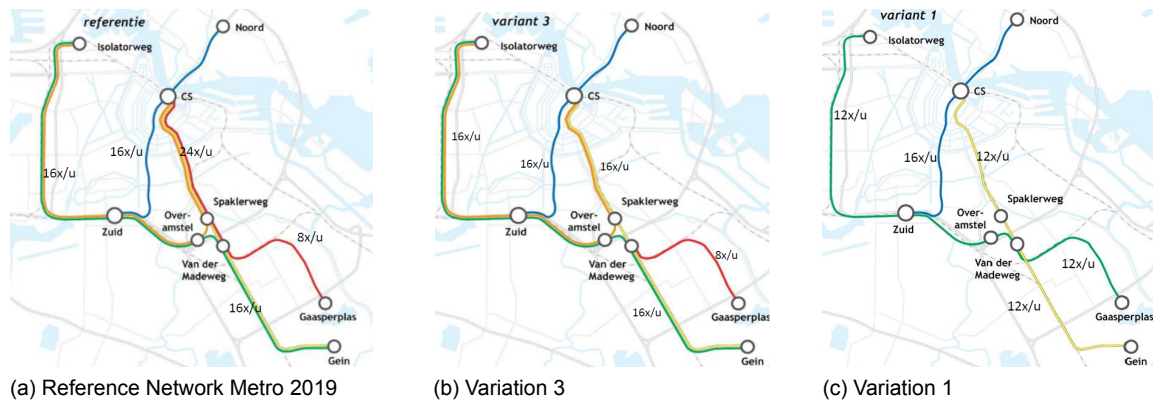 referentie
Noord
Isolatorweg
CS
16x/u
24x/u
16x/u
Spaklerweg
Over-
amstel
Zuid
8x/u
Van der
Madeweg
16x/u
Gaasperplas
Gein
(a) Reference Network Metro 2019
variant 3
Noord
Isolatorweg
CS
16x/u
16x/u
16x/u
Spaklerweg
Over-
amstel
Zuid
8x/u
Van der
Madeweg
16x/u
Gaasperplas
Gein
(b) Variation 3
variant 1
Noord
Isolatorweg
CS
12x/u
16x/u
12x/u
Spaklerweg
Over-
amstel
Zuid
Van der
Madeweg
12x/u
12x/u
Gaasperplas
Gein
(c) Variation 1